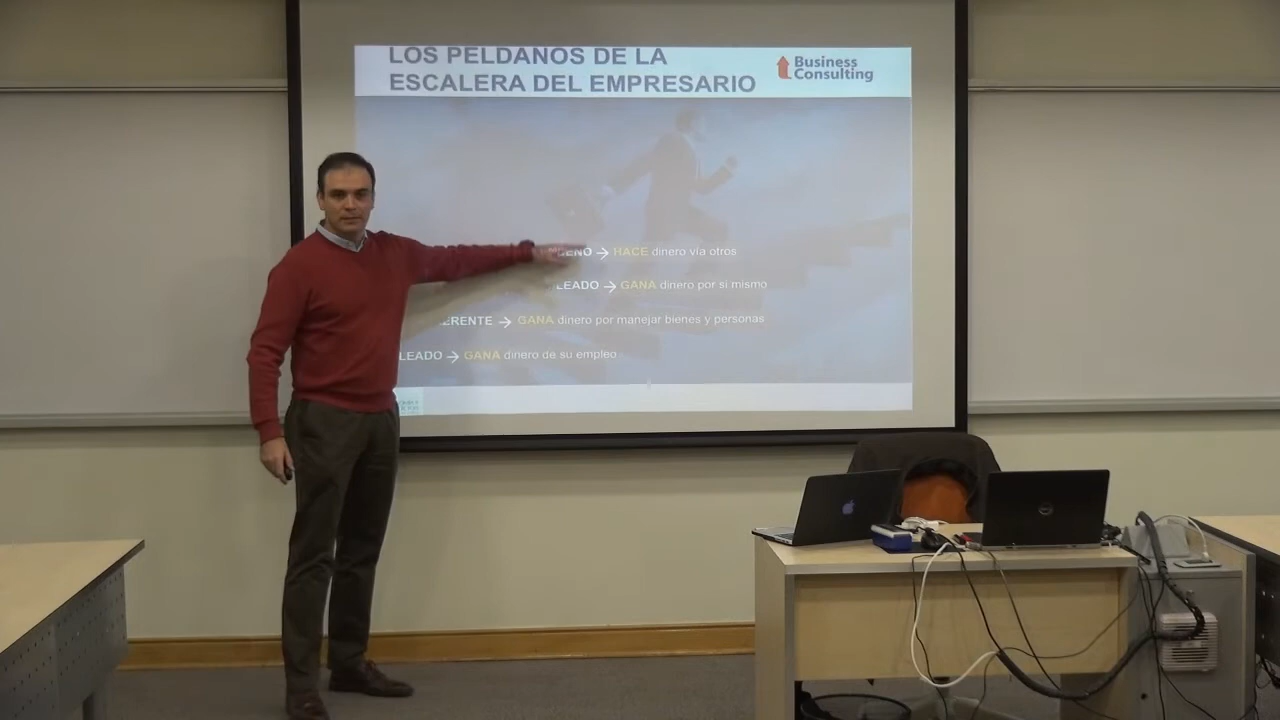 LOS PELDANOS DE LA
ESCALERA DEL EMPRESARIO
Business
Consulting
→ HACE dinero vía otros
LEADO → GANA dinero por si mismo
ERENTE → GANA dinero por manejar bienes y personas
LEADO → GANA dinero de su empleo
DELL